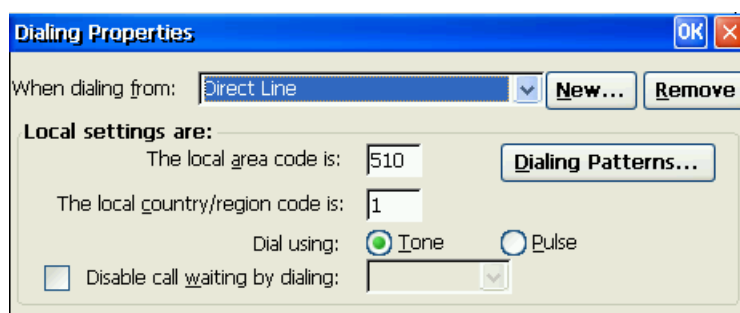 Dialing Properties OK
When dialing from: Direct Line New... Remove
Local settings are:
The local area code is: 510 Dialing Patterns...
The local country/region code is: 1
Dial using: Tone Pulse
Disable call waiting by dialing: